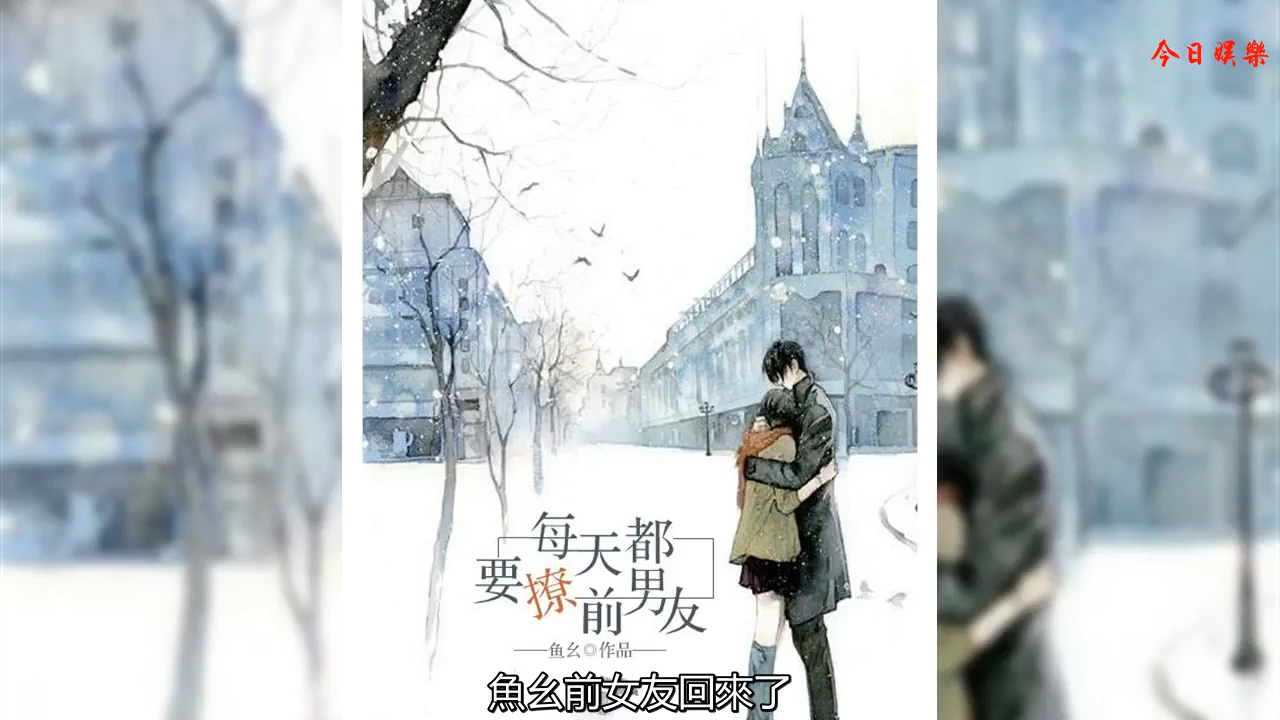 今日娱樂
每天都
要撩前男友
鱼幺◎作品
魚幺前女友回來了